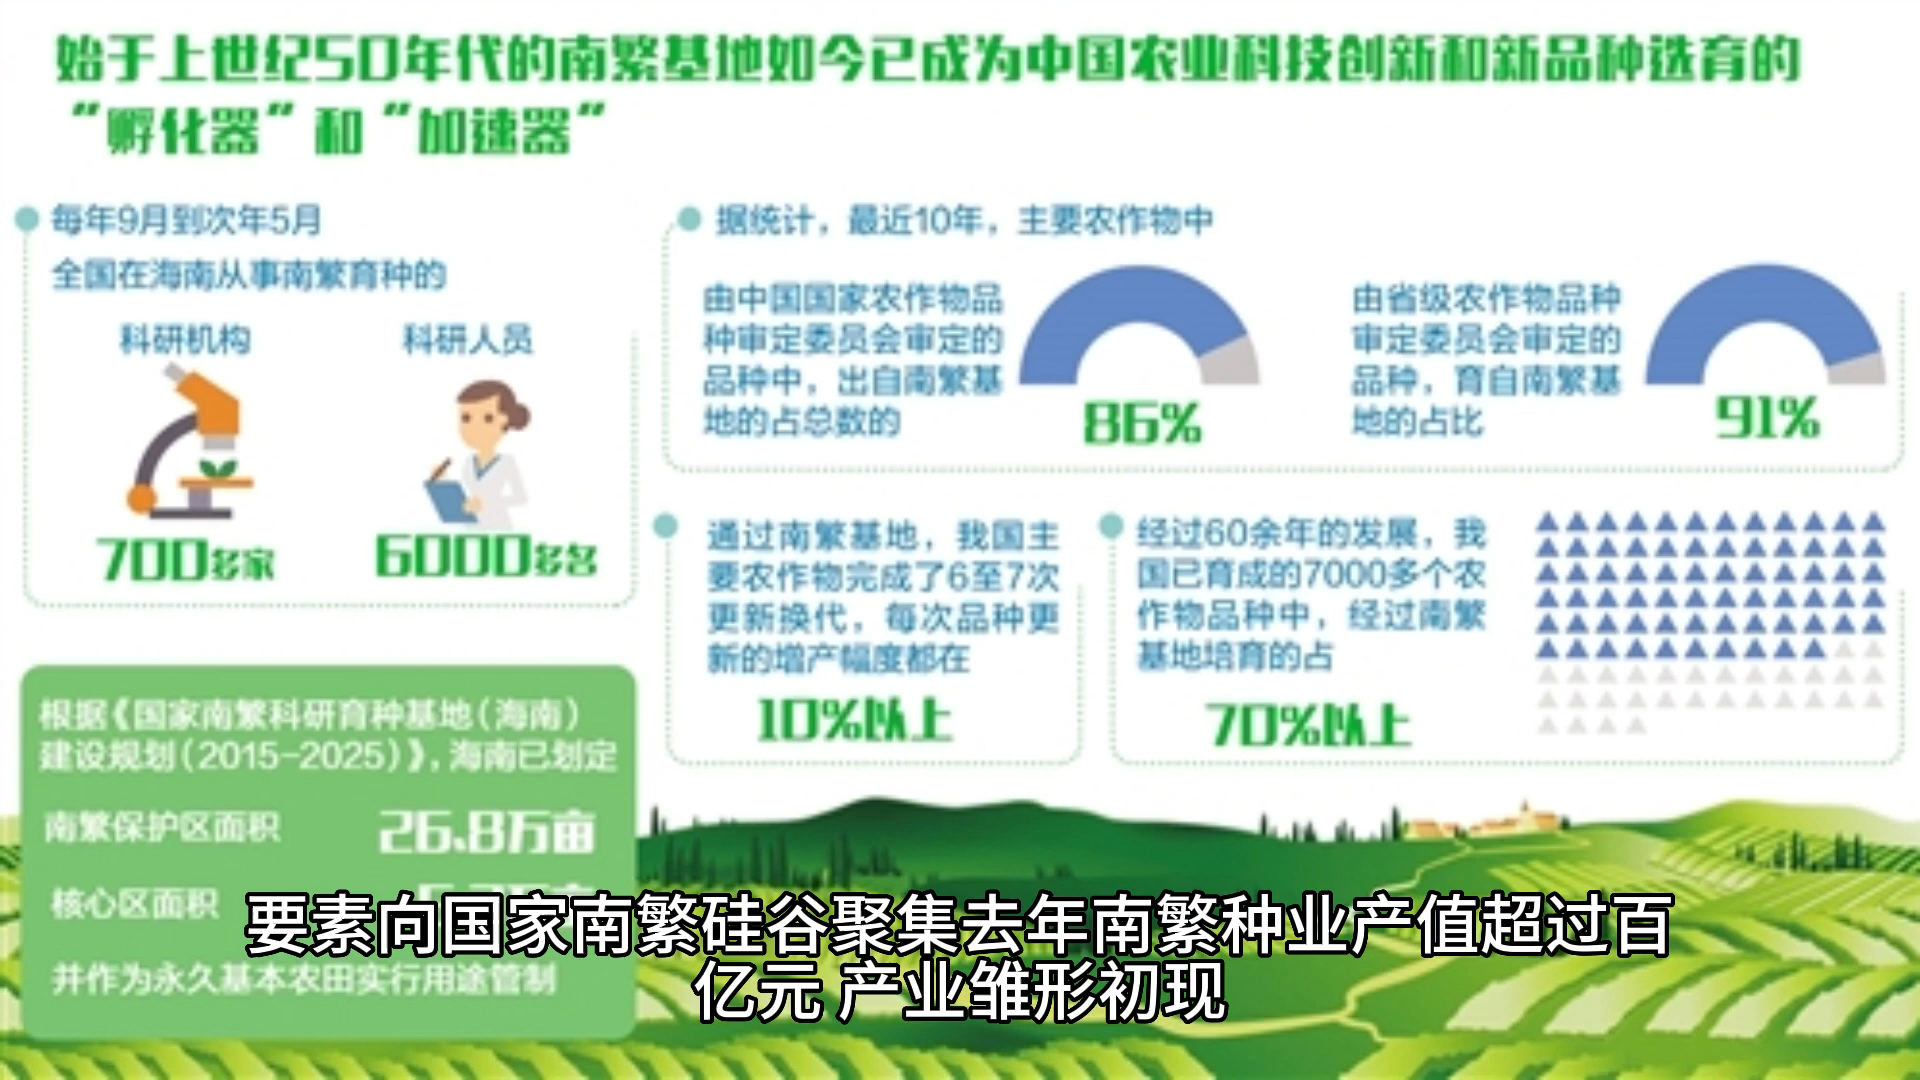 始于上世纪50年代的南繁基地如今已成为中国农业科技创新和新品种选育的
“孵化器”和“加速器”
每年9月到次年5月
全国在海南从事南繁育种的
科研机构
700多家
科研人员
6000多名
据统计，最近10年，主要农作物中
由中国国家农作物品
种审定委员会审定的
品种中，出自南繁基
地的占总数的
86%
由省级农作物品种
审定委员会审定的
品种，育自南繁基
地的占比
91%
通过南繁基地，我国主
要农作物完成了6至7次
更新换代，每次品种更
新的增产幅度都在
10%以上
经过60余年的发展，我
国已育成的7000多个农
作物品种中，经过南繁
基地培育的占
70%以上
根据《国家南繁科研育种基地（海南）
建设规划（2015-2025）》，海南已划定
南繁保护区面积
26.8万亩
核心区面积
并作为永久基本农田实行用途管制
要素向国家南繁硅谷聚集去年南繁种业产值超过百
亿元 产业雏形初现